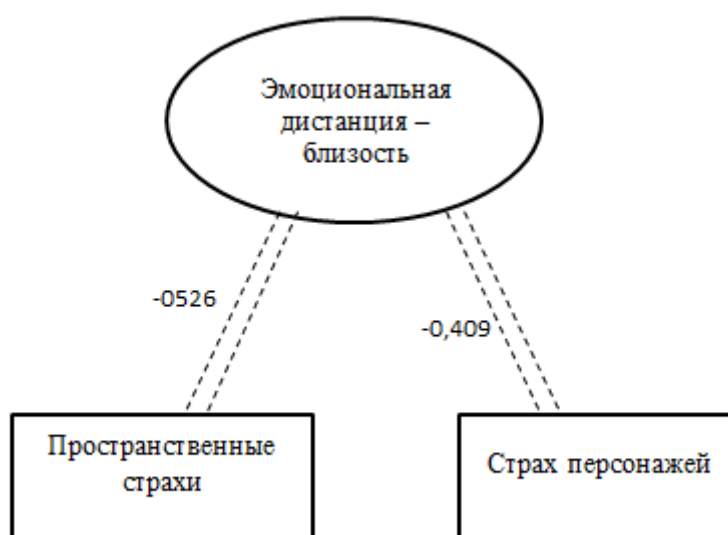 Эмоциональная
дистанция –
близость
-0526
-0,409
Пространственные
страхи
Страх персонажей